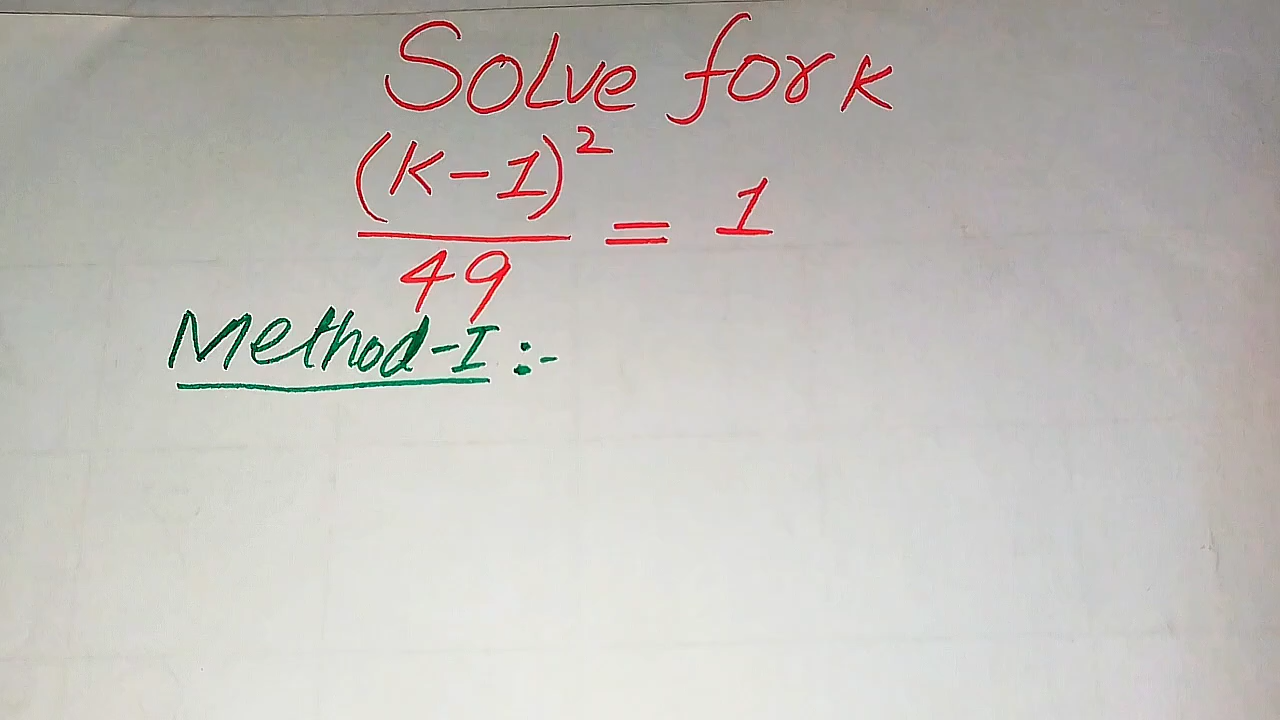 Solve for k
(k-1)²
49
= 1
Method-I :-